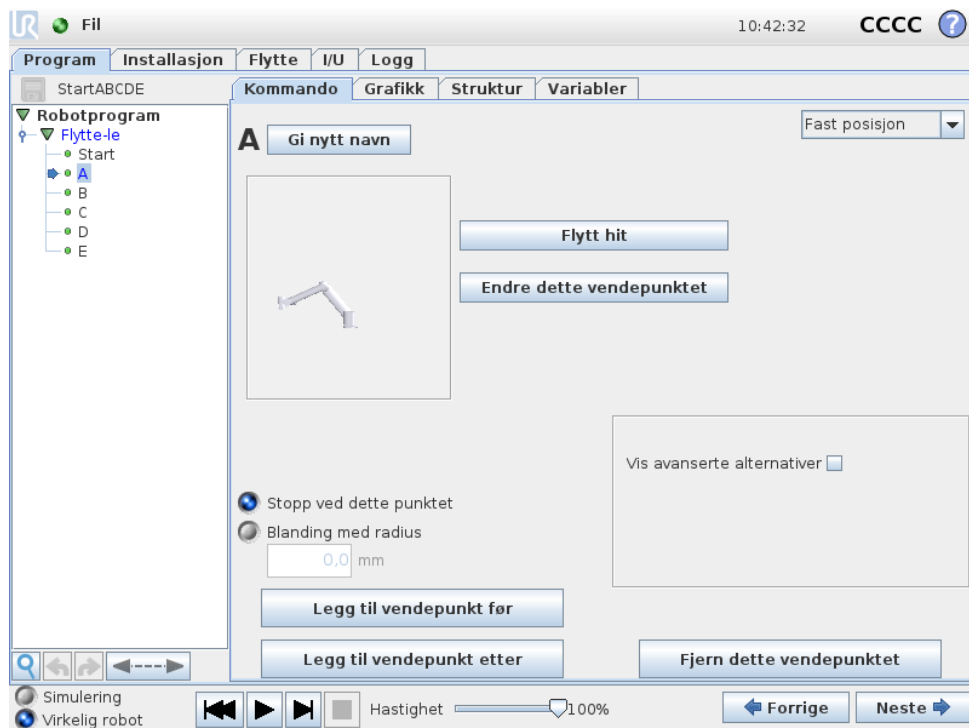 UR Fil 10:42:32 CCCC ?
Program Installasjon Flytte I/U Logg
StartABCDE
Kommando Grafikk Struktur Variabler
Robotprogram
Flytte-le
Start
A
B
C
D
E
A Gi nytt navn
Fast posisjon
Flytt hit
Endre dette vendepunktet
Vis avanserte alternativer
Stopp ved dette punktet
Blanding med radius
0,0 mm
Legg til vendepunkt før
Legg til vendepunkt etter
Fjern dette vendepunktet
Simulering
Virkelig robot
Hastighet 100%
Forrige
Neste